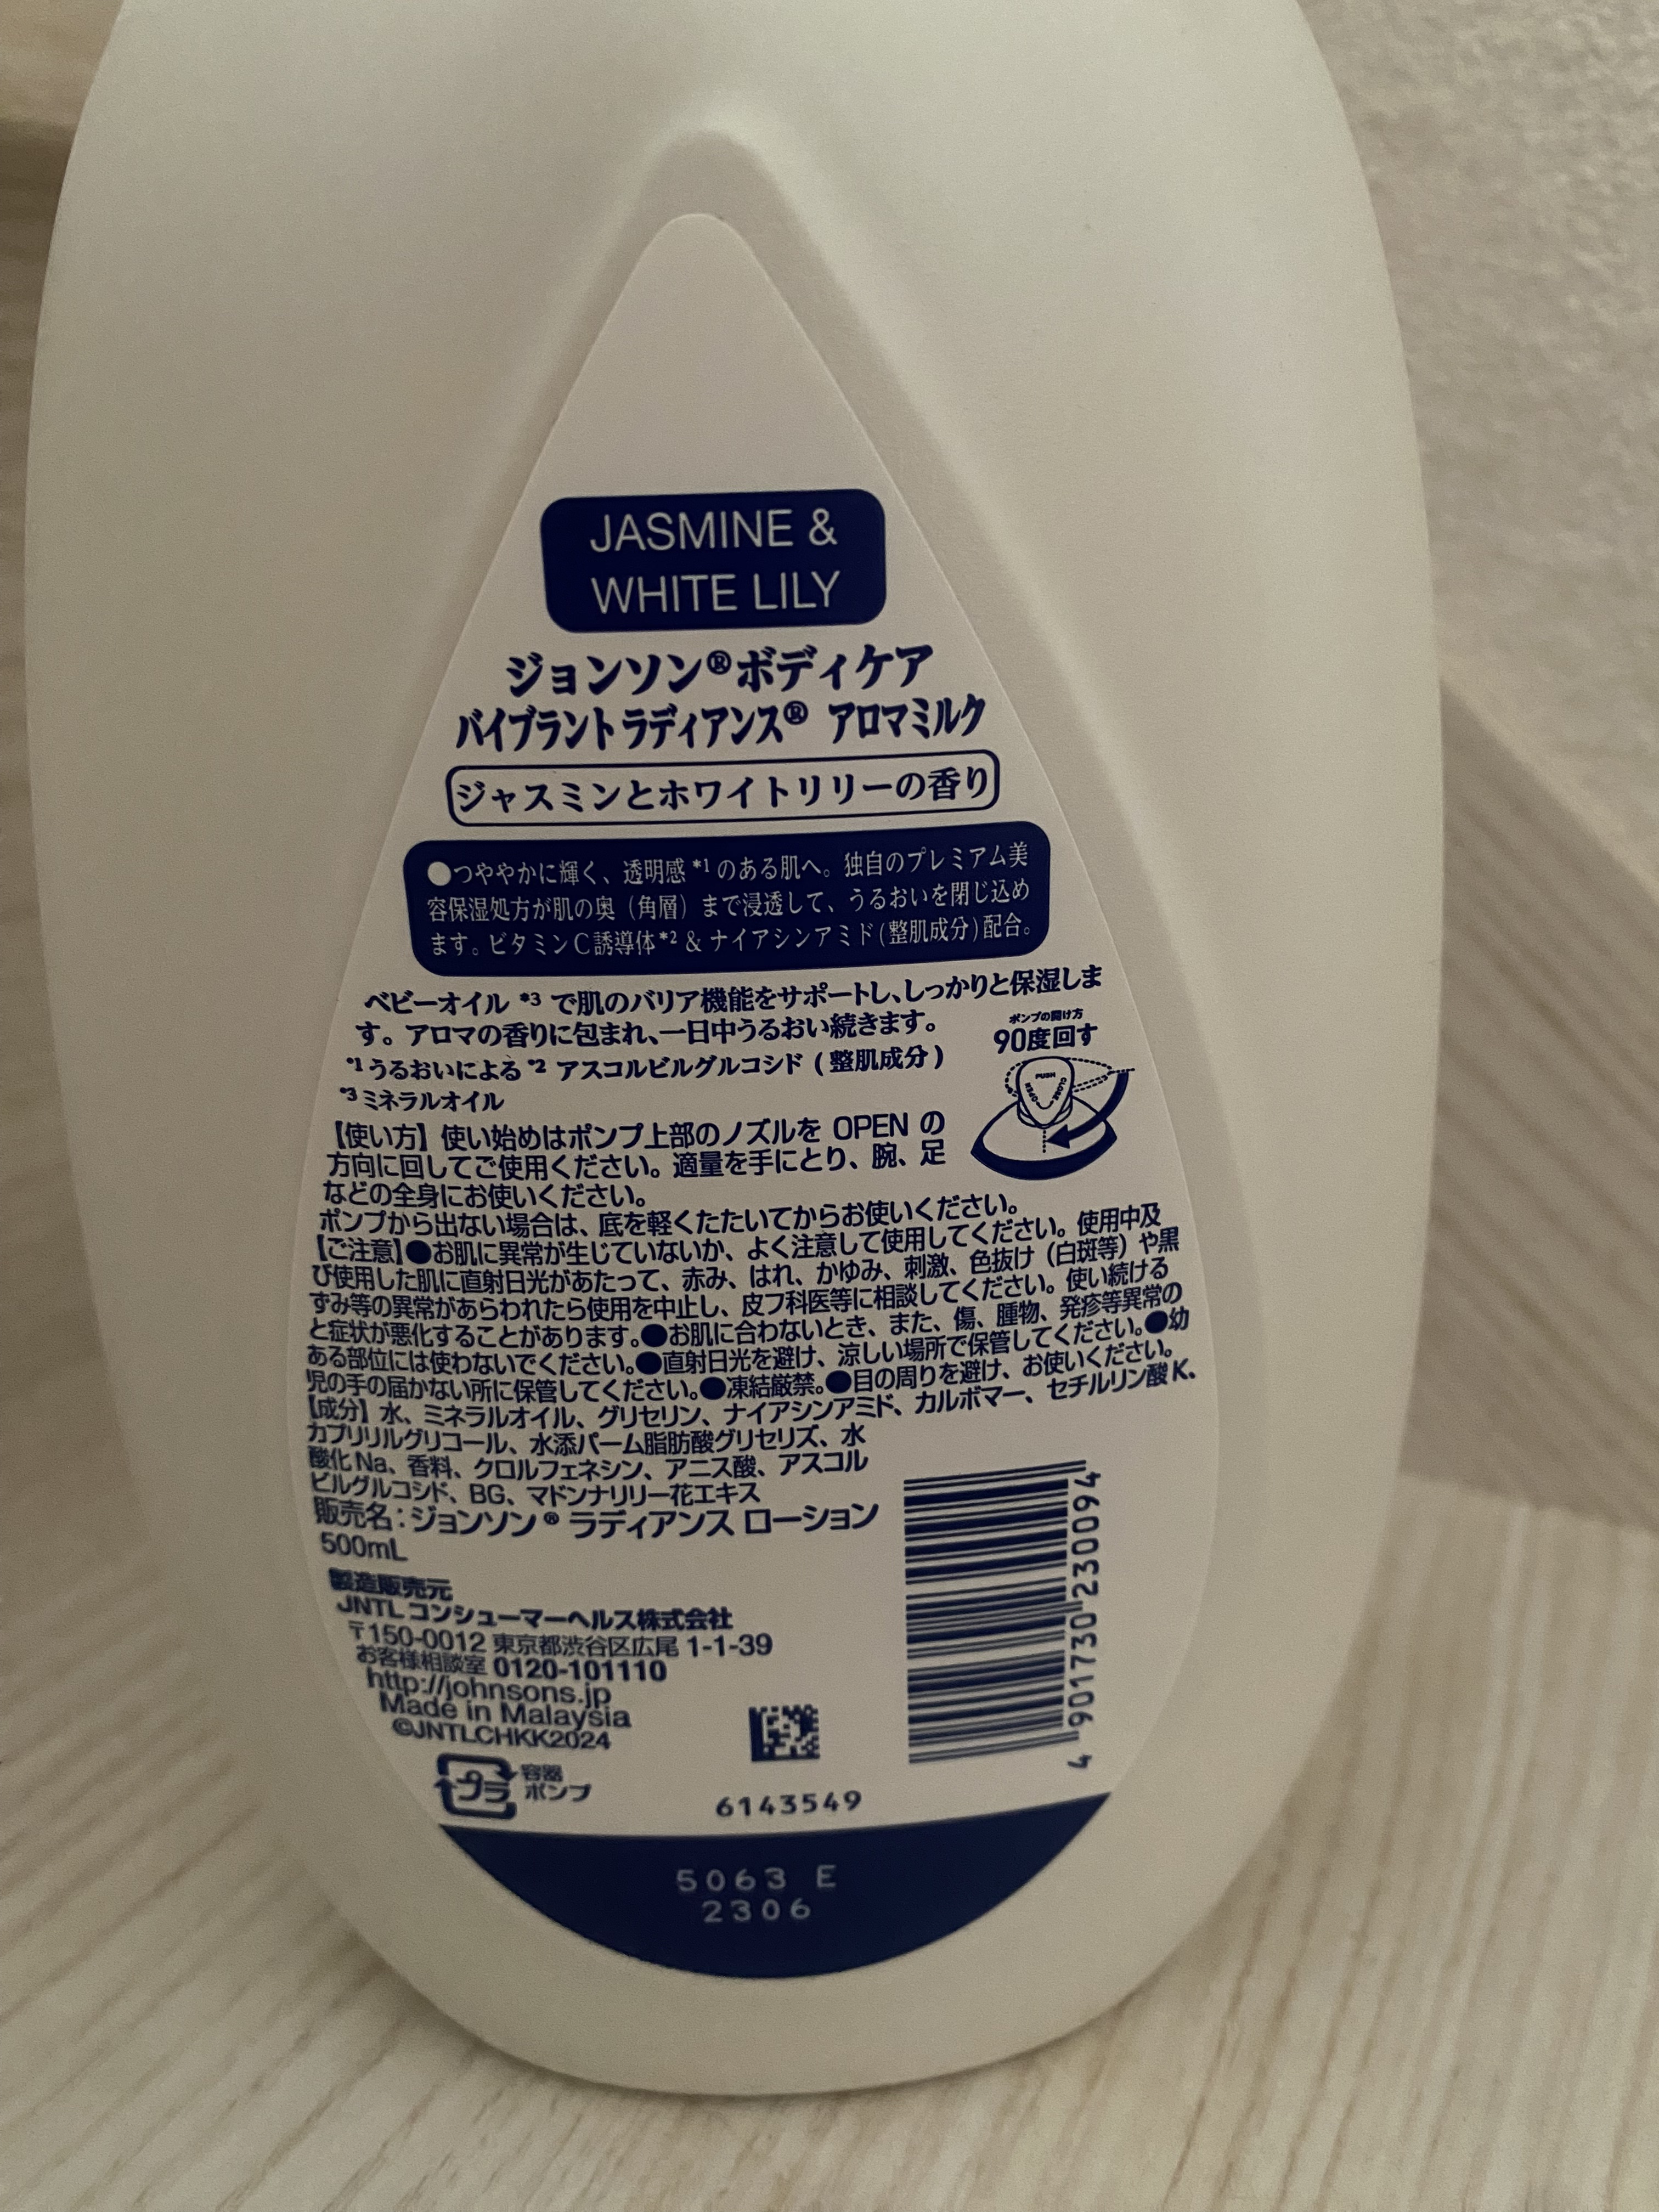 JASMINE &
WHITE LILY
ジョンソン®ボディケア
バイブラント ラディアンス® アロマミルク
ジャスミンとホワイトリリーの香り
●つややかに輝く、透明感*1のある肌へ。独自のプレミアム美
容保湿処方が肌の奥（角層）まで浸透して、うるおいを閉じ込め
ます。ビタミンC誘導体*2 & ナイアシンアミド(整肌成分)配合。
ベビーオイル *3 で肌のバリア機能をサポートし、しっかりと保湿しま
す。アロマの香りに包まれ、一日中うるおい続きます。
*1 うるおいによる *2 アスコルビルグルコシド ( 整肌成分 )
*3 ミネラルオイル
ポンプの開け方
90度回す
PUSH
OPEN
CLOSE
【使い方】使い始めはポンプ上部のノズルを OPEN の
方向に回してご使用ください。適量を手にとり、腕、足
などの全身にお使いください。
ポンプから出ない場合は、底を軽くたたいてからお使いください。
【ご注意】●お肌に異常が生じていないか、よく注意して使用してください。使用中及
び使用した肌に直射日光があたって、赤み、はれ、かゆみ、刺激、色抜け（白斑等）や黒
ずみ等の異常があらわれたら使用を中止し、皮フ科医等に相談してください。使い続ける
と症状が悪化することがあります。●お肌に合わないとき、また、傷、腫物、発疹等異常の
ある部位には使わないでください。●直射日光を避け、涼しい場所で保管してください。●幼
児の手の届かない所に保管してください。●凍結厳禁。●目の周りを避け、お使いください。
【成分】水、ミネラルオイル、グリセリン、ナイアシンアミド、カルボマー、セチルリン酸K、
カプリリルグリコール、水添パーム脂肪酸グリセリズ、水
酸化Na、香料、クロルフェネシン、アニス酸、アスコル
ビルグルコシド、BG、マドンナリリー花エキス
販売名：ジョンソン® ラディアンス ローション
500mL
製造販売元
JNTLコンシューマーヘルス株式会社
〒150-0012 東京都渋谷区広尾 1-1-39
お客様相談室 0120-101110
http://johnsons.jp
Made in Malaysia
©JNTLCHKK2024
プラ
容器
ポンプ
6143549
4 901730 230094
5063 E
2306